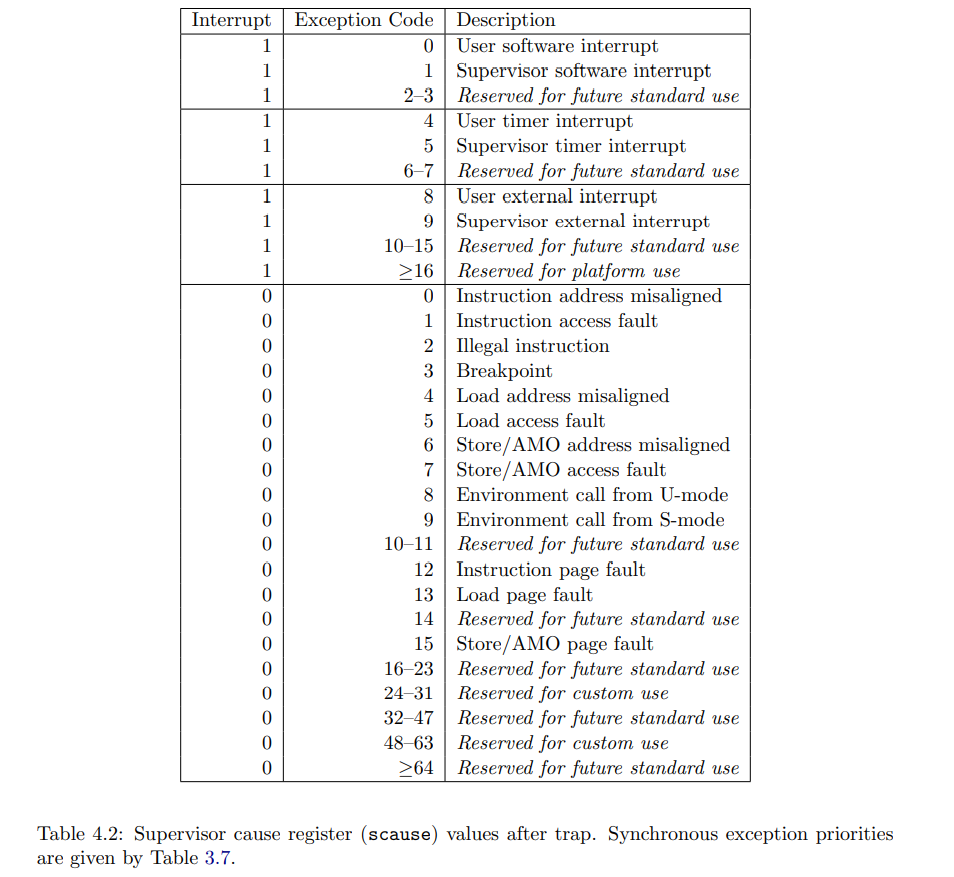 Interrupt Exception Code Description
1 0 User software interrupt
1 1 Supervisor software interrupt
1 2–3 Reserved for future standard use
1 4 User timer interrupt
1 5 Supervisor timer interrupt
1 6–7 Reserved for future standard use
1 8 User external interrupt
1 9 Supervisor external interrupt
1 10–15 Reserved for future standard use
1 ≥16 Reserved for platform use
0 0 Instruction address misaligned
0 1 Instruction access fault
0 2 Illegal instruction
0 3 Breakpoint
0 4 Load address misaligned
0 5 Load access fault
0 6 Store/AMO address misaligned
0 7 Store/AMO access fault
0 8 Environment call from U-mode
0 9 Environment call from S-mode
0 10–11 Reserved for future standard use
0 12 Instruction page fault
0 13 Load page fault
0 14 Reserved for future standard use
0 15 Store/AMO page fault
0 16–23 Reserved for future standard use
0 24–31 Reserved for custom use
0 32–47 Reserved for future standard use
0 48–63 Reserved for custom use
0 ≥64 Reserved for future standard use
Table 4.2: Supervisor cause register (scause) values after trap. Synchronous exception priorities
are given by Table 3.7.